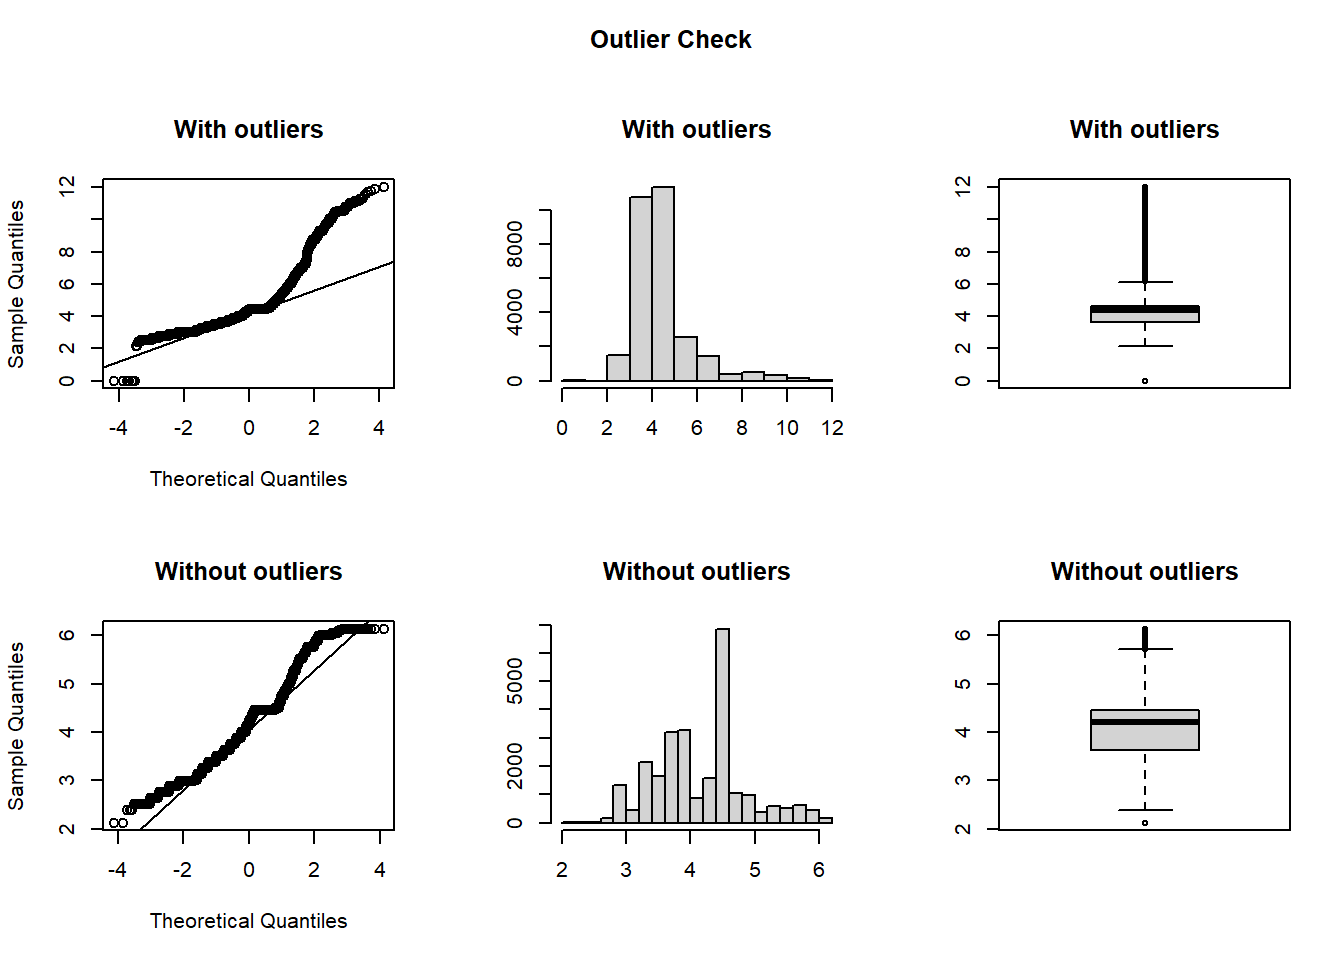 Outlier Check
With outliers
Sample Quantiles
0 2 4 6 8 12
-4 -2 0 2 4
Theoretical Quantiles
With outliers
0 4000 8000
0 2 4 6 8 10 12
With outliers
0 2 4 6 8 12
Without outliers
Sample Quantiles
2 3 4 5 6
-4 -2 0 2 4
Theoretical Quantiles
Without outliers
0 2000 5000
2 3 4 5 6
Without outliers
2 3 4 5 6